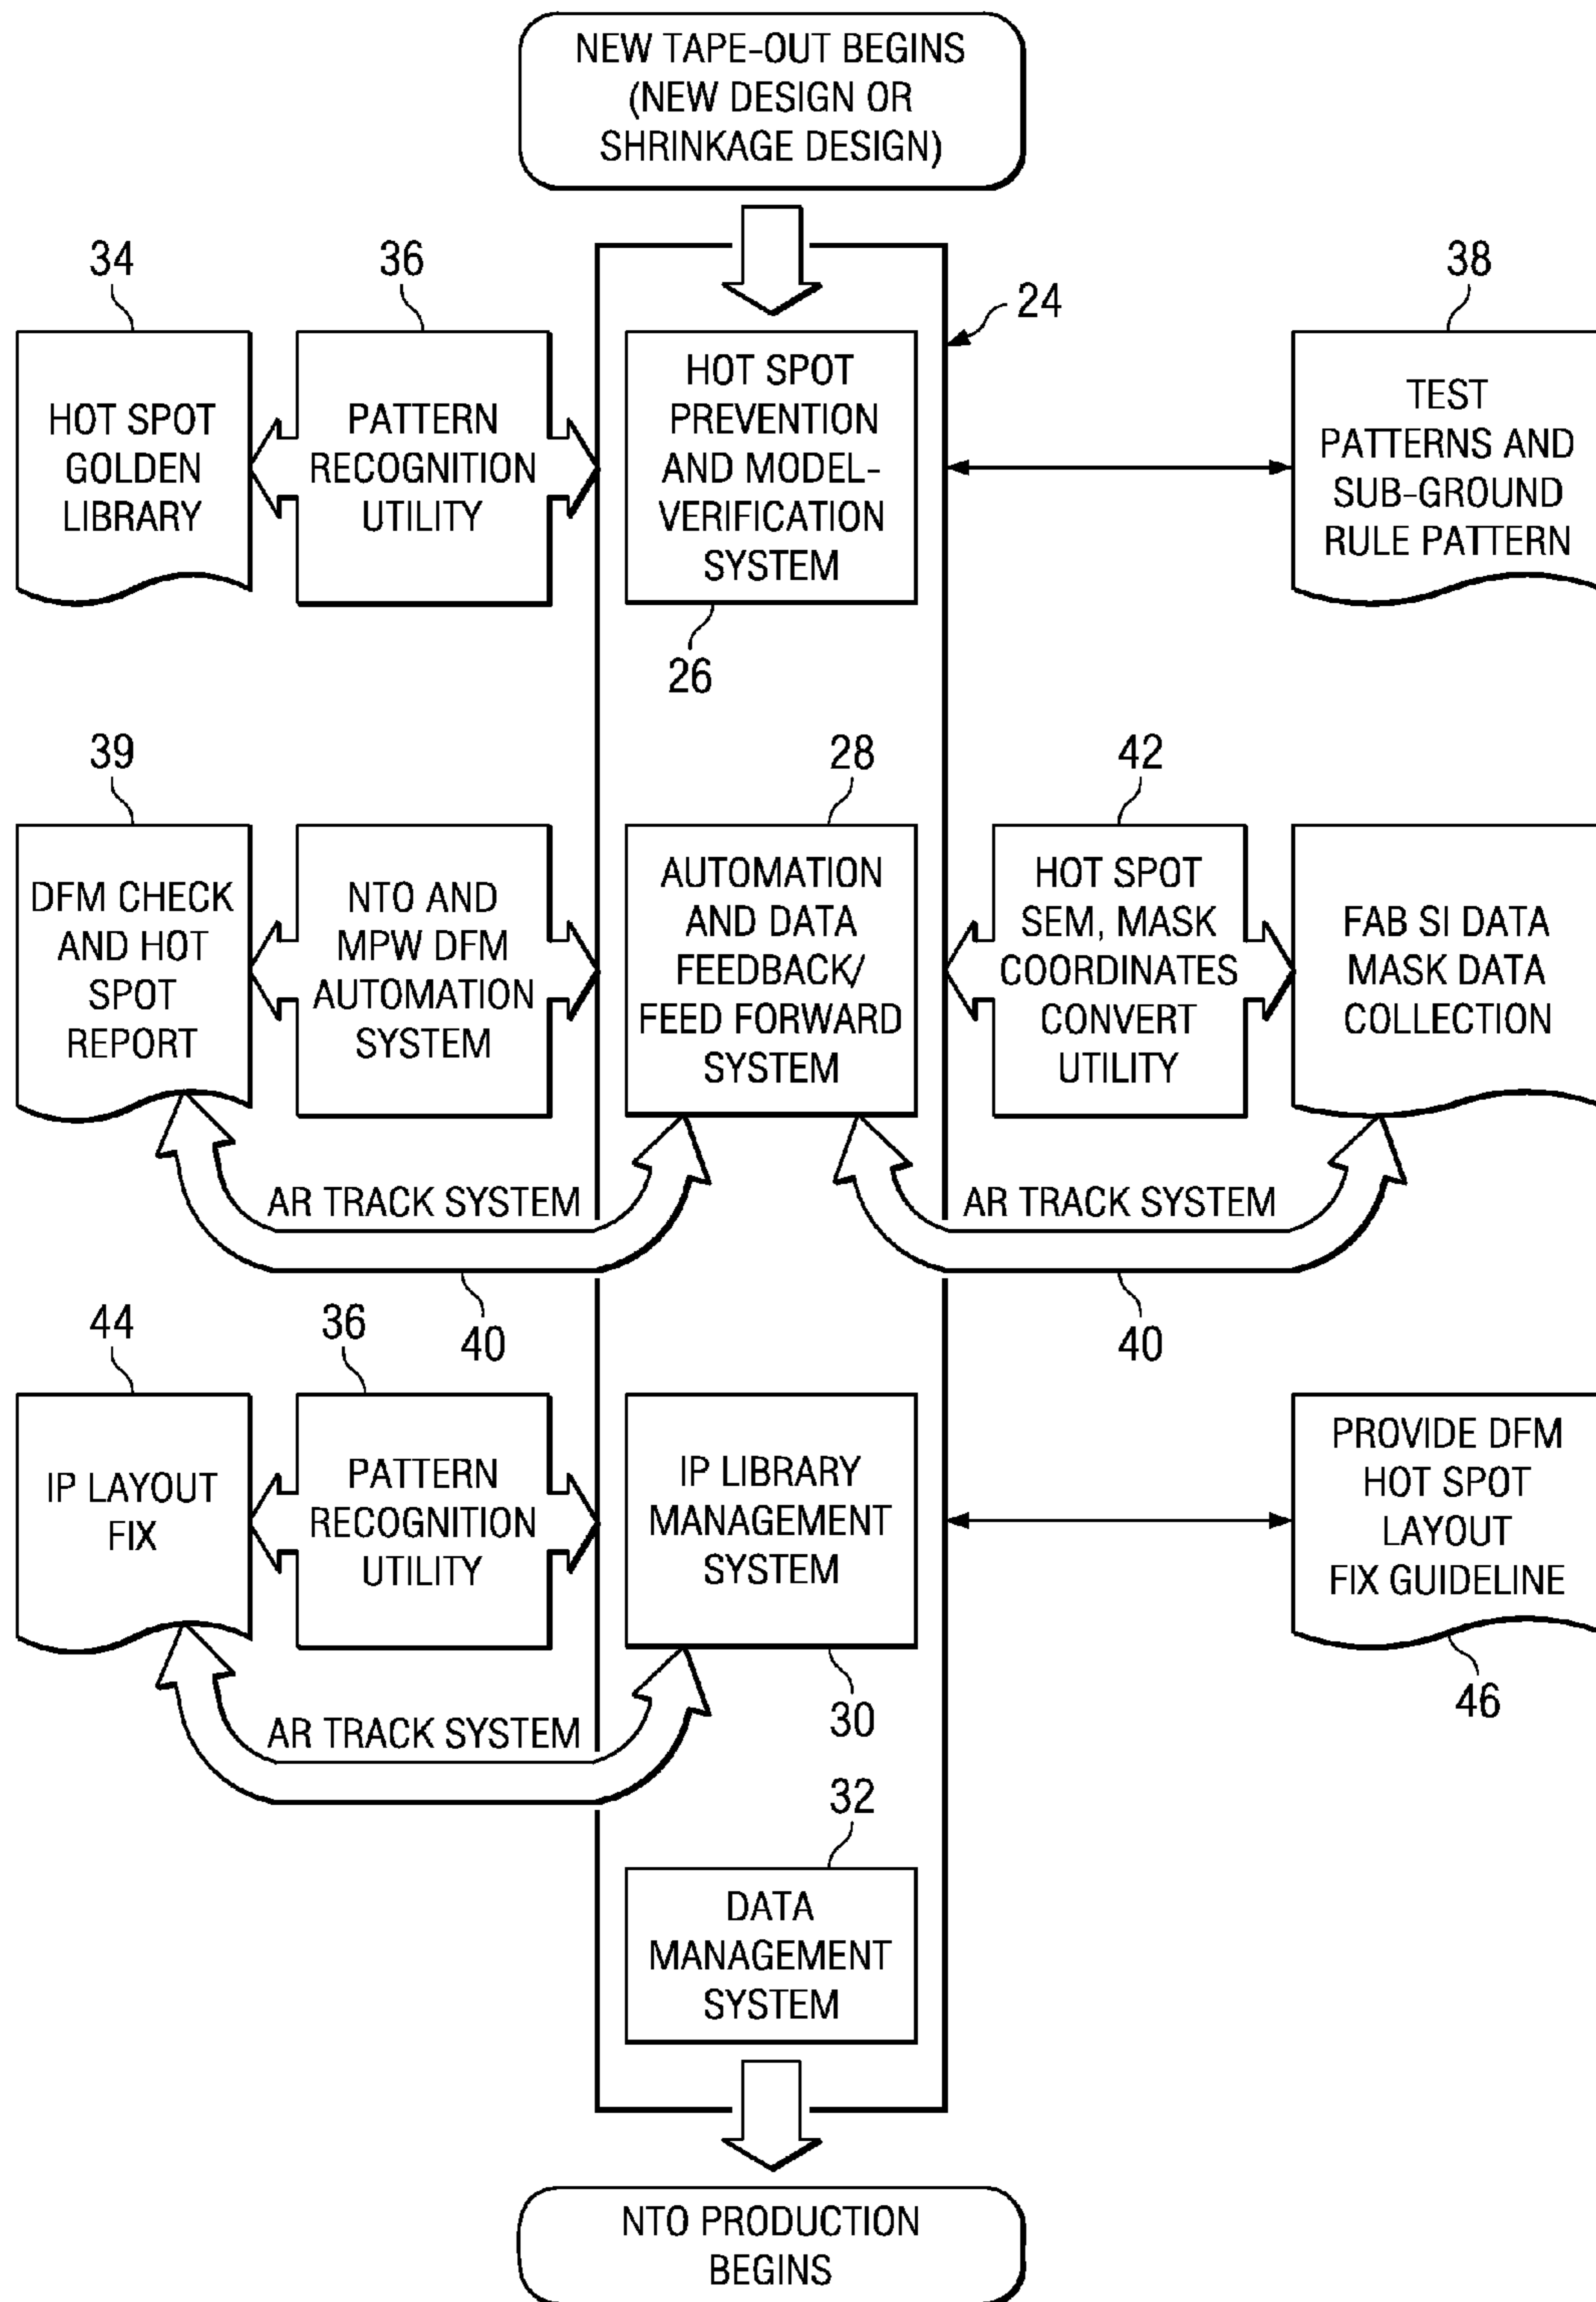 NEW TAPE-OUT BEGINS
(NEW DESIGN OR
SHRINKAGE DESIGN)
34
36
24
38
HOT SPOT
GOLDEN
LIBRARY
PATTERN
RECOGNITION
UTILITY
HOT SPOT
PREVENTION
AND MODEL-
VERIFICATION
SYSTEM
TEST
PATTERNS AND
SUB-GROUND
RULE PATTERN
26
39
28
42
DFM CHECK
AND HOT
SPOT
REPORT
NTO AND
MPW DFM
AUTOMATION
SYSTEM
AUTOMATION
AND DATA
FEEDBACK/
FEED FORWARD
SYSTEM
HOT SPOT
SEM, MASK
COORDINATES
CONVERT
UTILITY
FAB SI DATA
MASK DATA
COLLECTION
AR TRACK SYSTEM
AR TRACK SYSTEM
40
40
44
36
IP LAYOUT
FIX
PATTERN
RECOGNITION
UTILITY
IP LIBRARY
MANAGEMENT
SYSTEM
PROVIDE DFM
HOT SPOT
LAYOUT
FIX GUIDELINE
30
46
AR TRACK SYSTEM
32
DATA
MANAGEMENT
SYSTEM
NTO PRODUCTION
BEGINS